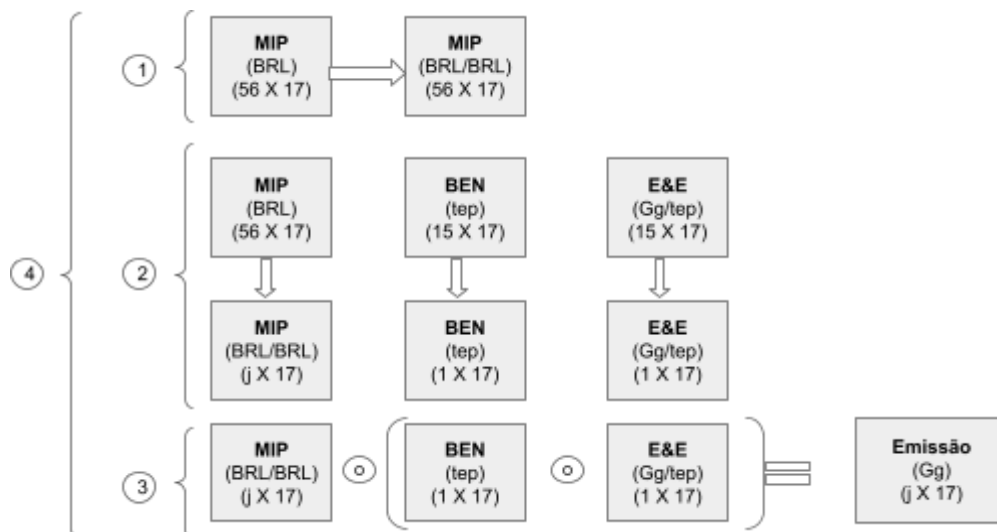 1
MIP
(BRL)
(56 X 17)
MIP
(BRL/BRL)
(56 X 17)
4
2
MIP
(BRL)
(56 X 17)
BEN
(tep)
(15 X 17)
E&E
(Gg/tep)
(15 X 17)
MIP
(BRL/BRL)
(j X 17)
BEN
(tep)
(1 X 17)
E&E
(Gg/tep)
(1 X 17)
3
MIP
(BRL/BRL)
(j X 17)
o
BEN
(tep)
(1 X 17)
o
E&E
(Gg/tep)
(1 X 17)
Emissão
(Gg)
(j X 17)